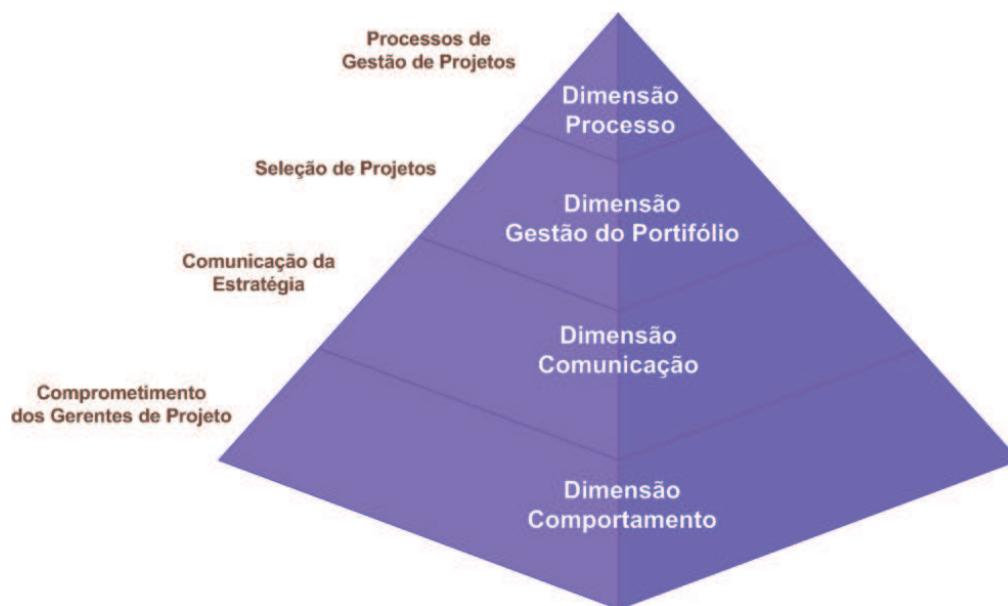 Processos de
Gestão de Projetos
Dimensão
Processo
Seleção de Projetos
Dimensão
Gestão do Portifólio
Comunicação da
Estratégia
Dimensão
Comunicação
Comprometimento
dos Gerentes de Projeto
Dimensão
Comportamento